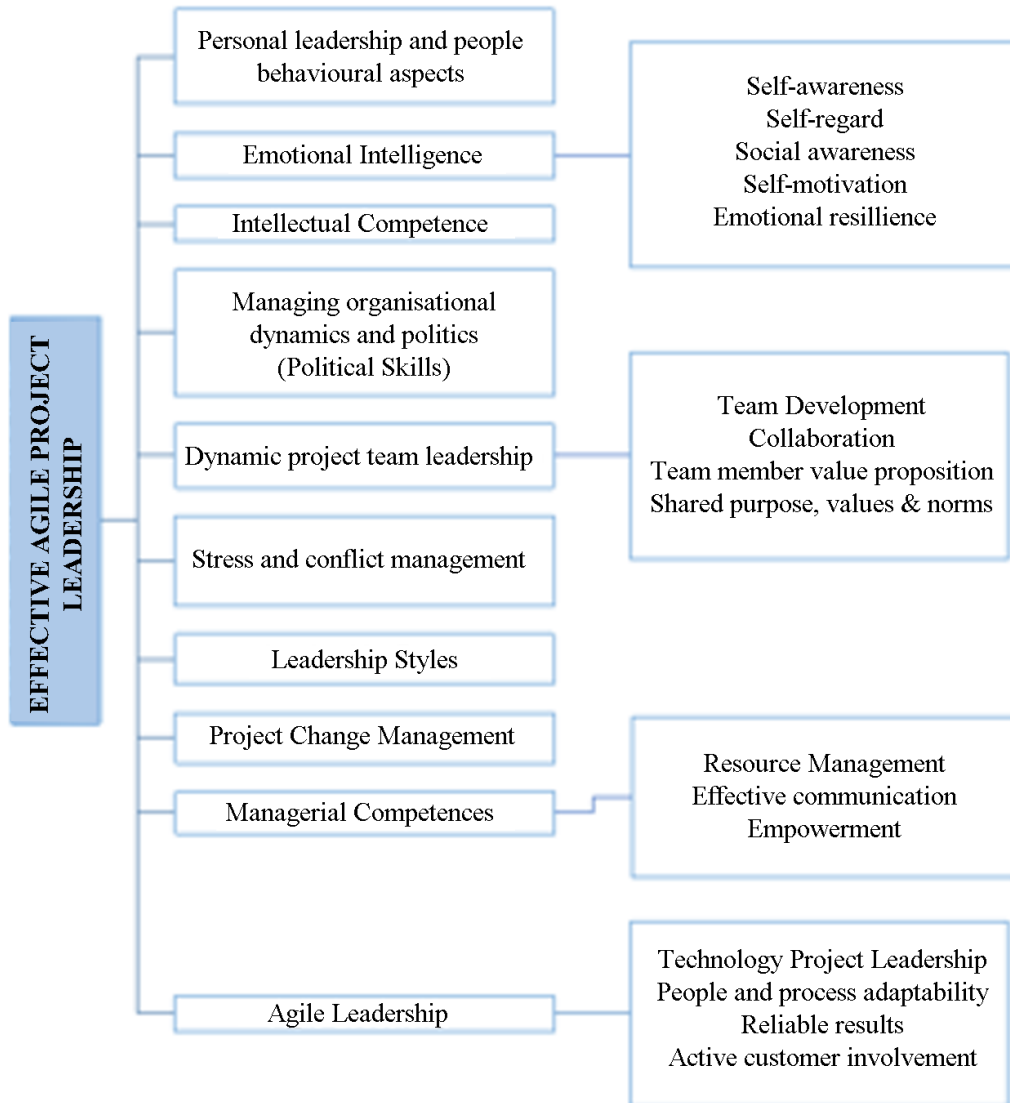 EFFECTIVE AGILE PROJECT
LEADERSHIP
Personal leadership and people
behavioural aspects
Emotional Intelligence
Self-awareness
Self-regard
Social awareness
Self-motivation
Emotional resillience
Intellectual Competence
Managing organisational
dynamics and politics
(Political Skills)
Dynamic project team leadership
Team Development
Collaboration
Team member value proposition
Shared purpose, values & norms
Stress and conflict management
Leadership Styles
Project Change Management
Managerial Competences
Resource Management
Effective communication
Empowerment
Agile Leadership
Technology Project Leadership
People and process adaptability
Reliable results
Active customer involvement